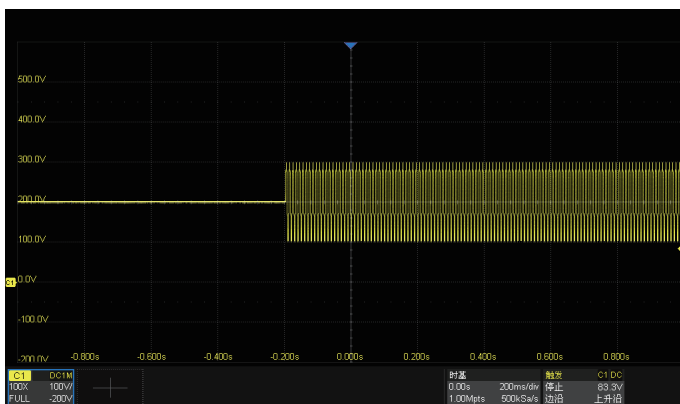 500.0V
400.0V
300.0V
200.0V
100.0V
C1 0.0V
-100.0V
-200.0V -0.800s -0.600s -0.400s -0.200s 0.000s 0.200s 0.400s 0.600s 0.800s
C1 DC1M
100X 100V/
FULL -200V
时基
0.00s 200ms/div
1.00Mpts 500kSa/s
触发 C1 DC
停止 83.3V
边沿 上升沿